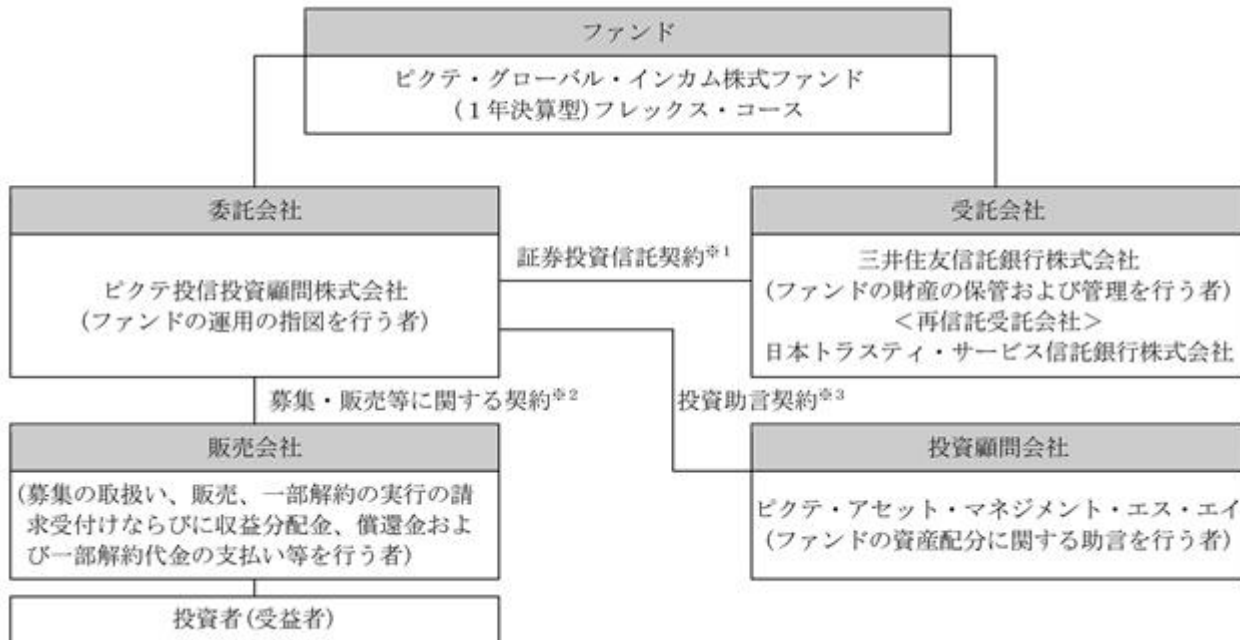 ファンド
ピクテ・グローバル・インカム株式ファンド
(1年決算型)フレックス・コース
委託会社
ピクテ投信投資顧問株式会社
(ファンドの運用の指図を行う者)
証券投資信託契約※1
受託会社
三井住友信託銀行株式会社
(ファンドの財産の保管および管理を行う者)
<再信託受託会社>
日本トラスティ・サービス信託銀行株式会社
募集・販売等に関する契約※2
投資助言契約※3
販売会社
(募集の取扱い、販売、一部解約の実行の請
求受付けならびに収益分配金、償還金およ
び一部解約代金の支払い等を行う者)
投資顧問会社
ピクテ・アセット・マネジメント・エス・エイ
(ファンドの資産配分に関する助言を行う者)
投資者(受益者)